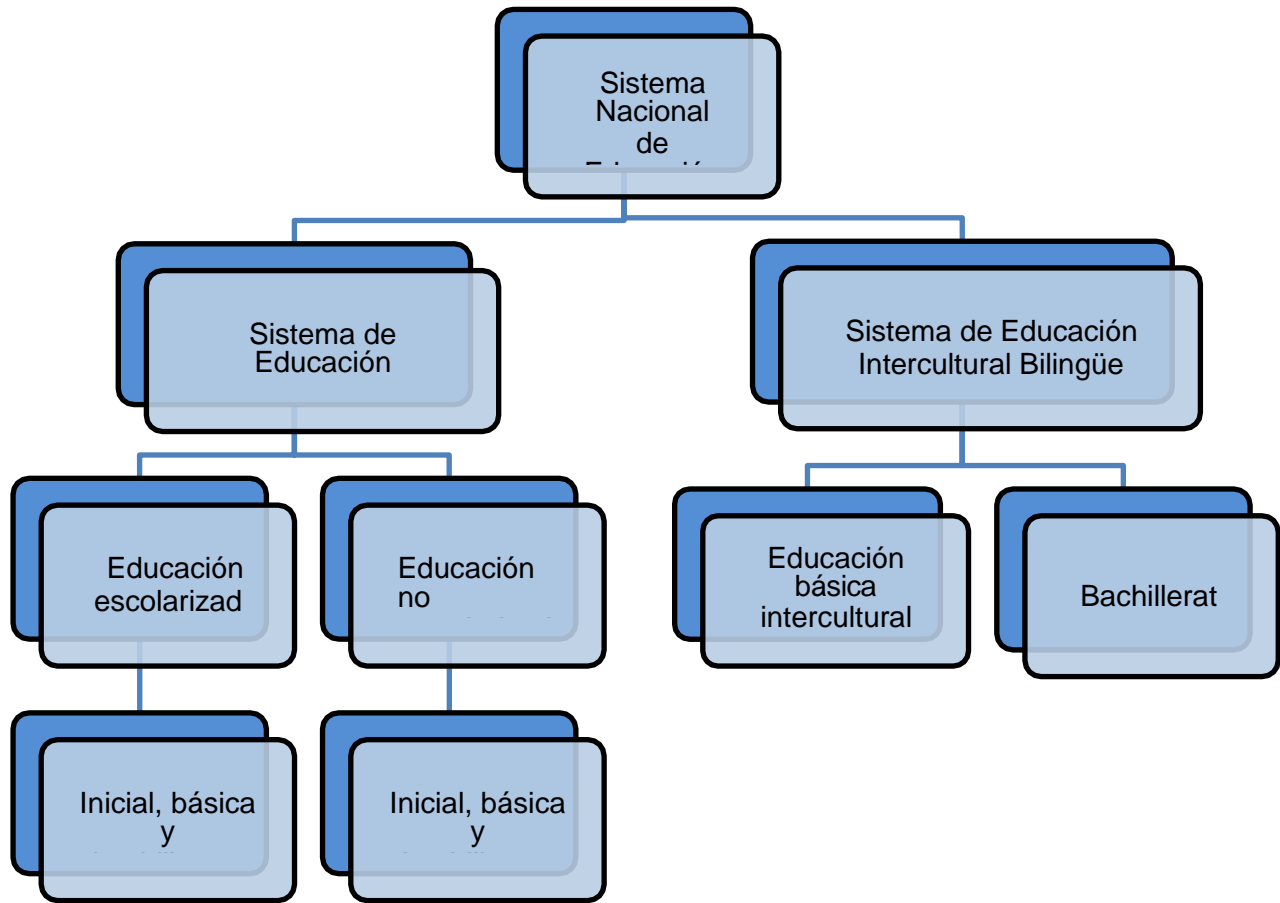 Sistema
Nacional
de
Sistema de
Educación
Sistema de Educación
Intercultural Bilingüe
Educación
escolarizad
Educación
no
Educación
básica
intercultural
Bachillerat
Inicial, básica
y
Inicial, básica
y